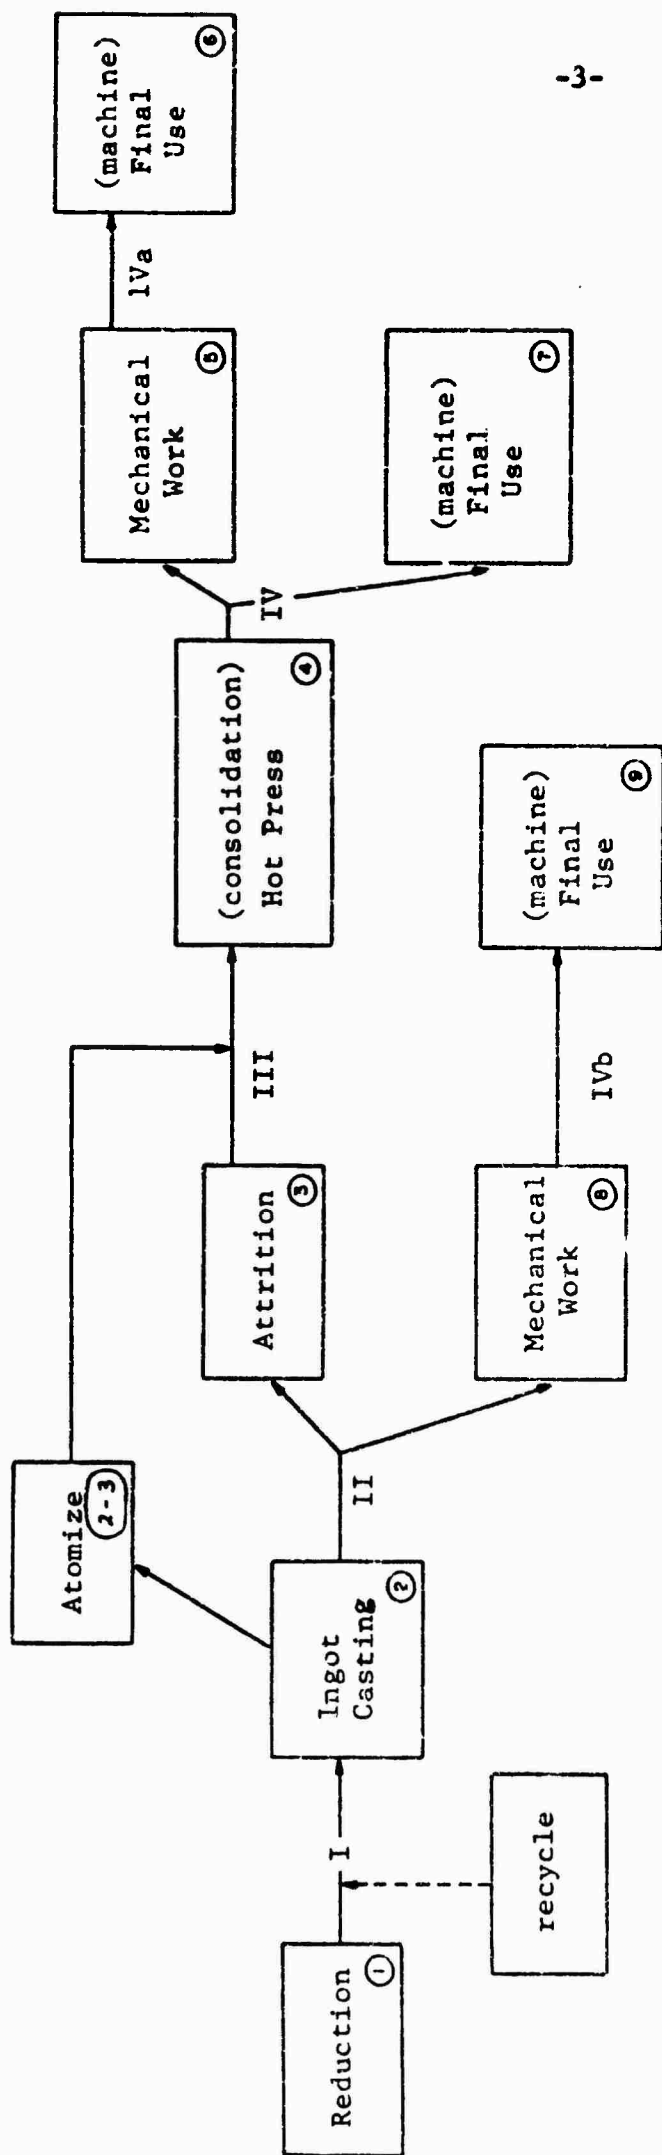 -3-
Reduction
1
recycle
I
Ingot
Casting
2
Atomize
2-3
II
Attrition
3
Mechanical
Work
8
III
IVb
(consolidation)
Hot Press
4
(machine)
Final
Use
9
IV
Mechanical
Work
5
(machine)
Final
Use
7
IVa
(machine)
Final
Use
6